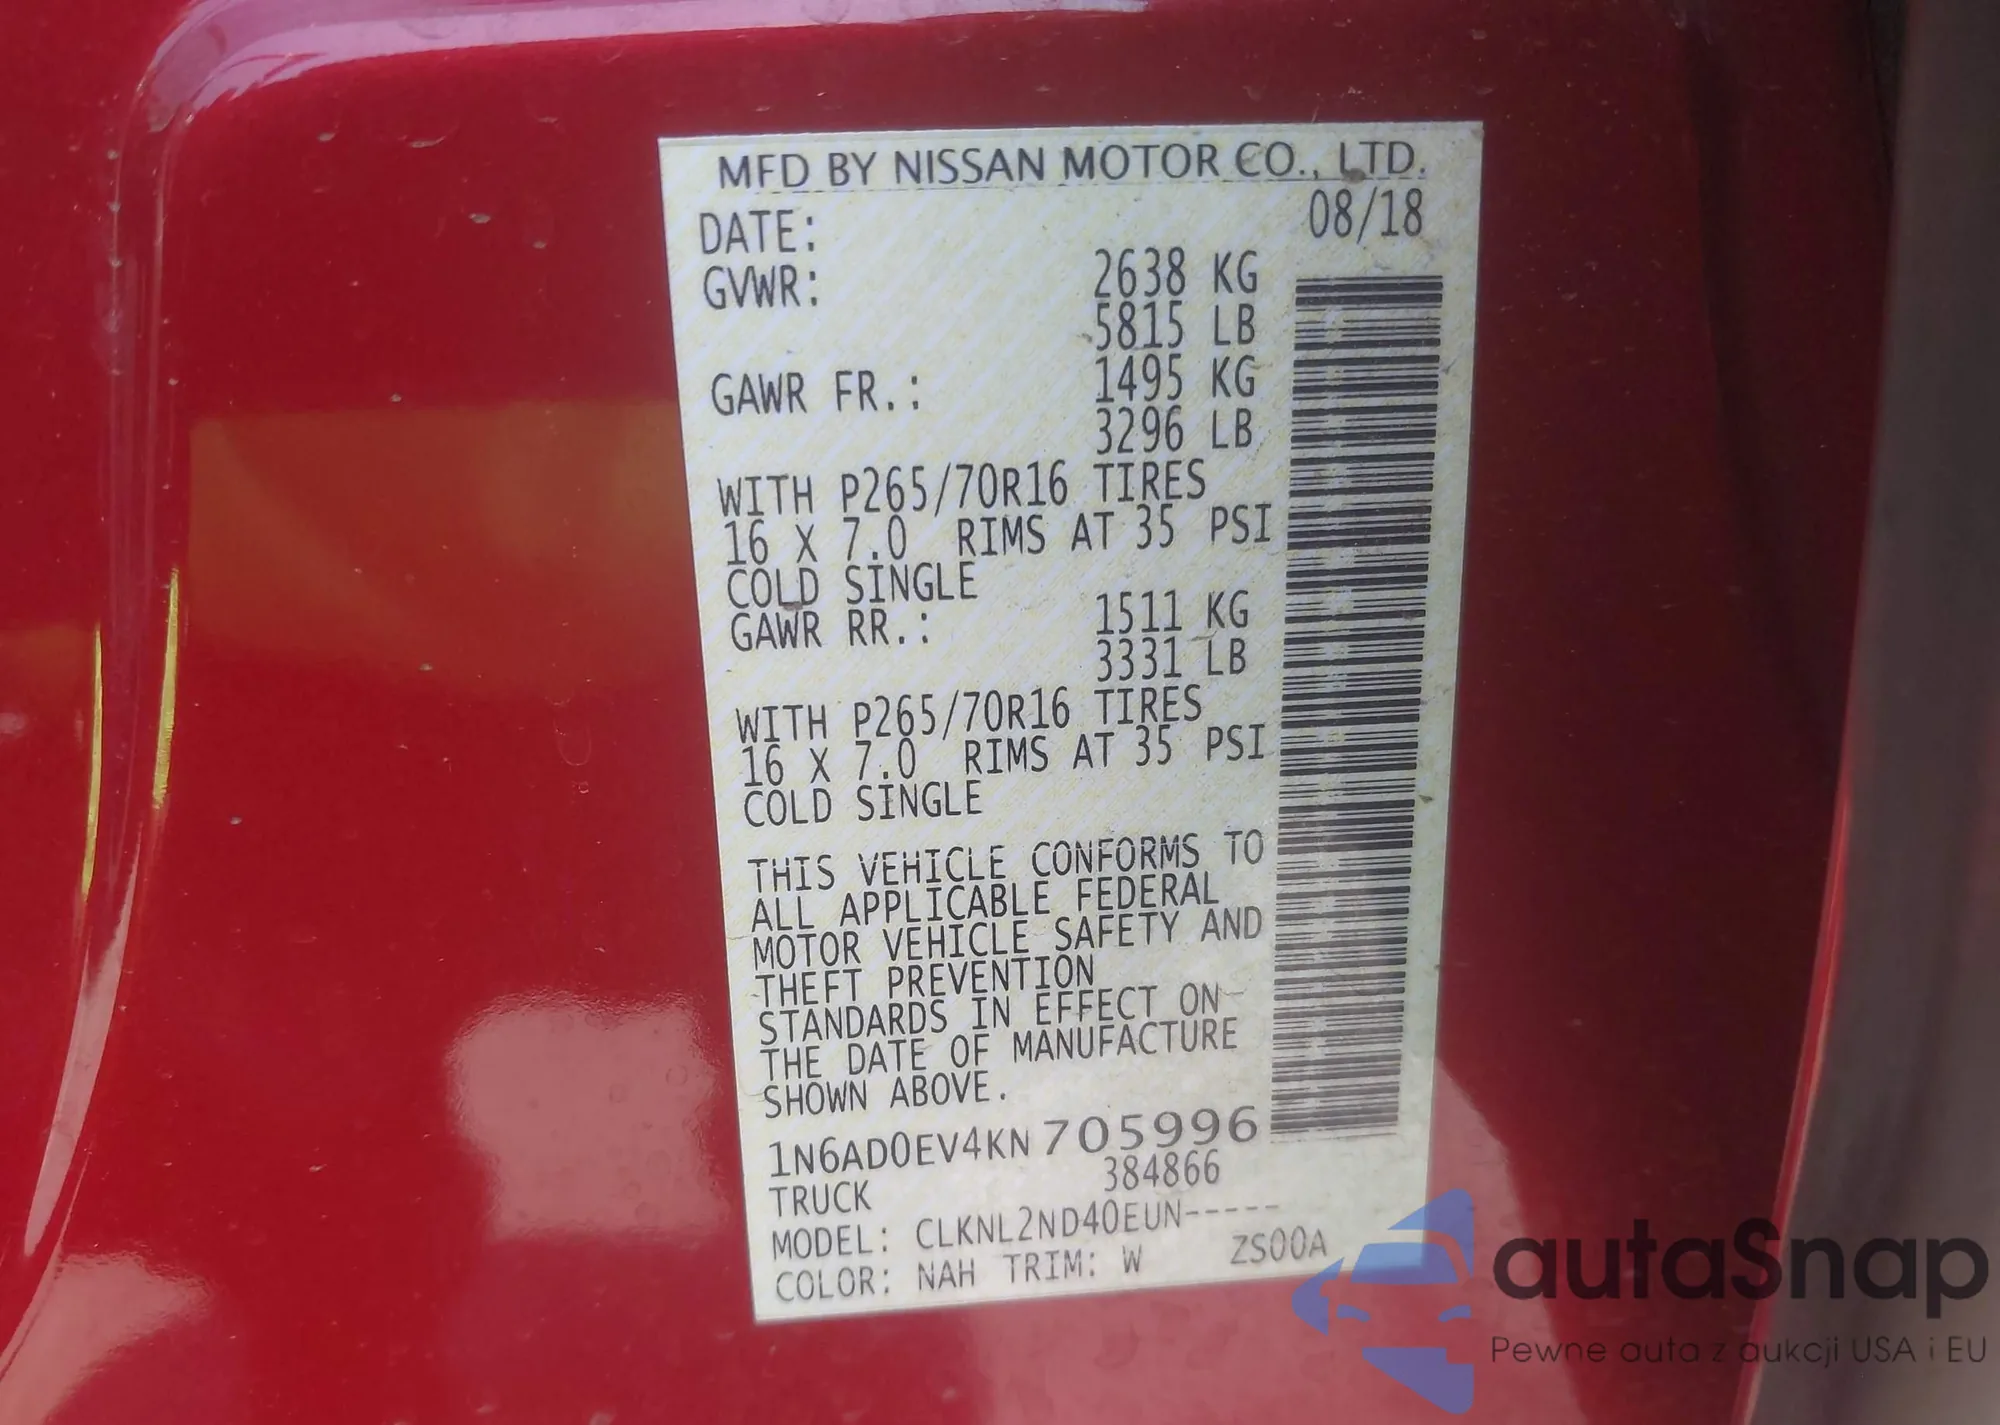 MFD BY NISSAN MOTOR CO., LTD.
DATE: 08/18
GVWR: 2638 KG
5815 LB
GAWR FR.: 1495 KG
3296 LB
WITH P265/70R16 TIRES
16 X 7.0 RIMS AT 35 PSI
COLD SINGLE
GAWR RR.: 1511 KG
3331 LB
WITH P265/70R16 TIRES
16 X 7.0 RIMS AT 35 PSI
COLD SINGLE
THIS VEHICLE CONFORMS TO
ALL APPLICABLE FEDERAL
MOTOR VEHICLE SAFETY AND
THEFT PREVENTION
STANDARDS IN EFFECT ON
THE DATE OF MANUFACTURE
SHOWN ABOVE.
1N6AD0EV4KN705996
TRUCK 384866
MODEL: CLKNL2ND40EUN-----
COLOR: NAH TRIM: W ZS00A
autaSnap
Pewne auta z aukcji USA i EU